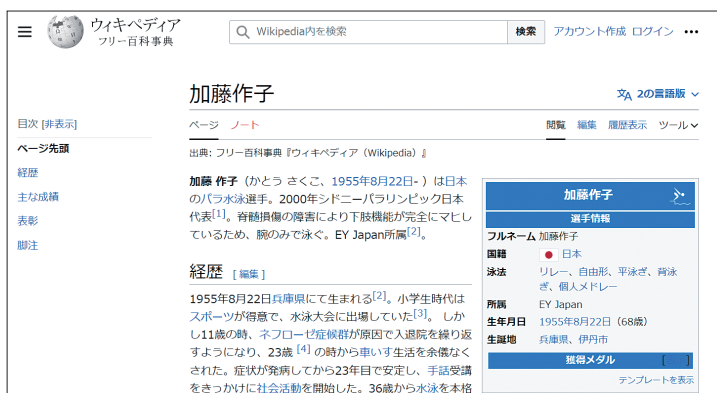 ウィキペディア
フリー百科事典
Wikipedia内を検索
検索
アカウント作成 ログイン
加藤作子
2の言語版
ページ ノート
閲覧 編集 履歴表示 ツール
出典: フリー百科事典『ウィキペディア（Wikipedia）』
目次 [非表示]
ページ先頭
経歴
主な成績
表彰
脚注
加藤 作子（かとう さくこ、1955年8月22日- ）は日本
のパラ水泳選手。2000年シドニーパラリンピック日本
代表[1]。脊髄損傷の障害により下肢機能が完全にマヒし
ているため、腕のみで泳ぐ。EY Japan所属[2]。
経歴 [編集]
1955年8月22日兵庫県にて生まれる[2]。小学生時代は
スポーツが得意で、水泳大会に出場していた[3]。 しか
し11歳の時、ネフローゼ症候群が原因で入退院を繰り返
すようになり、23歳 [4] の時から車いす生活を余儀なく
された。症状が発病してから23年目で安定し、手話受講
をきっかけに社会活動を開始した。36歳から水泳を本格
加藤作子
選手情報
フルネーム 加藤作子
国籍 日本
泳法 リレー、自由形、平泳ぎ、背泳
ぎ、個人メドレー
所属 EY Japan
生年月日 1955年8月22日（68歳）
生誕地 兵庫県、伊丹市
獲得メダル [ ]
テンプレートを表示